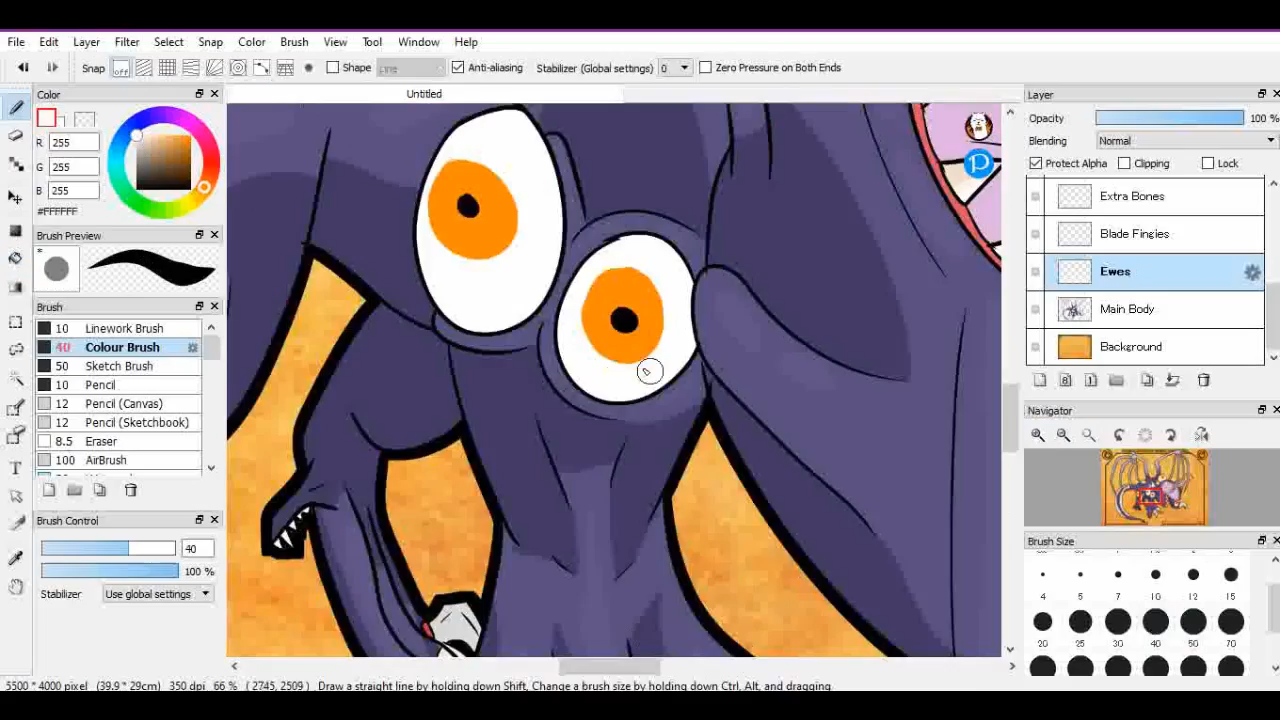 File Edit Layer Filter Select Snap Color Brush View Tool Window Help
Snap off Shape Line Anti-aliasing Stabilizer (Global settings) 0 Zero Pressure on Both Ends
Color
Untitled
Layer
R 255
G 255
B 255
#FFFFFF
Opacity 100 %
Blending Normal
Protect Alpha Clipping Lock
Extra Bones
Blade Fingies
Ewes
Main Body
Background
Brush Preview
*
Brush
10 Linework Brush
40 Colour Brush
50 Sketch Brush
10 Pencil
12 Pencil (Canvas)
12 Pencil (Sketchbook)
8.5 Eraser
100 AirBrush
Brush Control
40
100 %
Stabilizer Use global settings
Navigator
Brush Size
4 5 7 10 12 15
20 25 30 40 50 70
5500 * 4000 pixel (39.9 * 29cm) 350 dpi 66 % ( 2745, 2509 ) Draw a straight line by holding down Shift, Change a brush size by holding down Ctrl, Alt, and dragging.